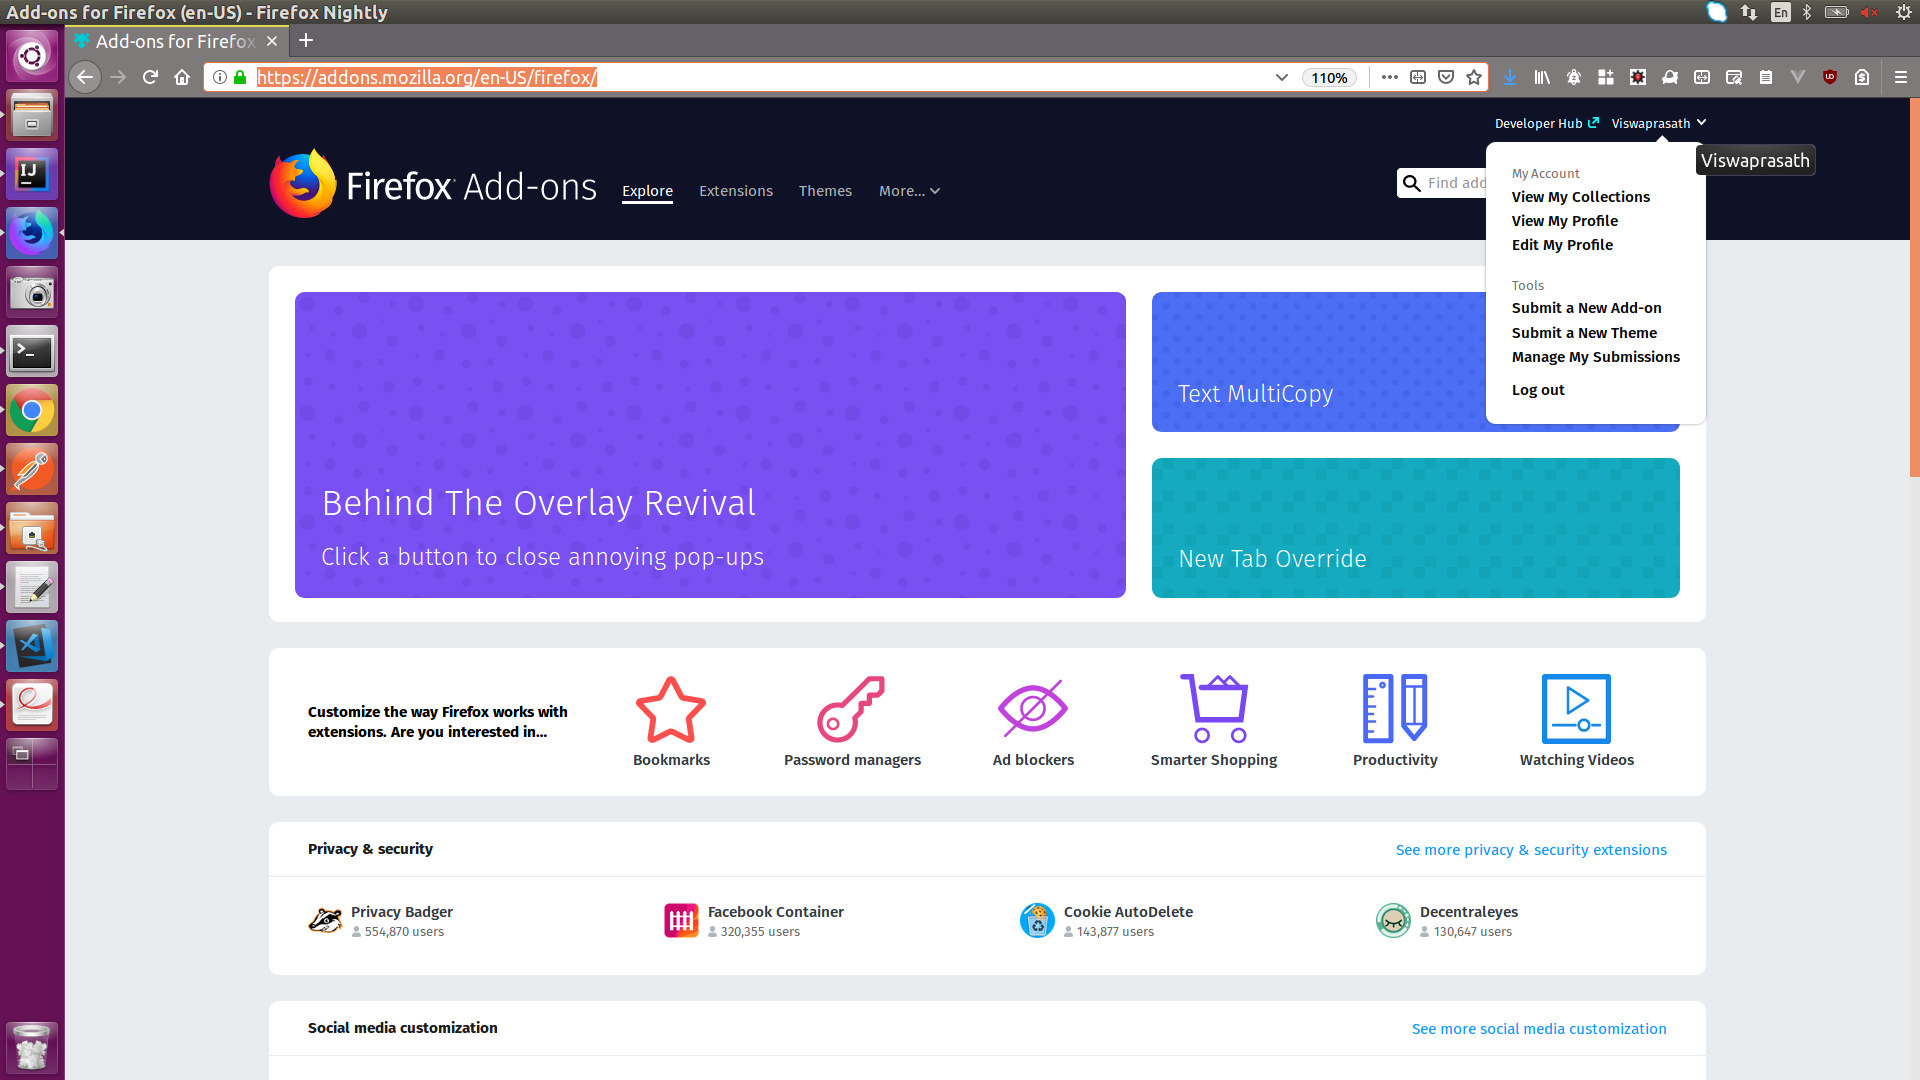 Add-ons for Firefox (en-US) - Firefox Nightly
En
Add-ons for Firefox
https://addons.mozilla.org/en-US/firefox/
110%
Developer Hub
Viswaprasath
Viswaprasath
Firefox Add-ons
Explore
Extensions
Themes
More...
Find add
My Account
View My Collections
View My Profile
Edit My Profile
Tools
Submit a New Add-on
Submit a New Theme
Manage My Submissions
Log out
Behind The Overlay Revival
Click a button to close annoying pop-ups
Text MultiCopy
New Tab Override
Customize the way Firefox works with
extensions. Are you interested in...
Bookmarks
Password managers
Ad blockers
Smarter Shopping
Productivity
Watching Videos
Privacy & security
See more privacy & security extensions
Privacy Badger
554,870 users
Facebook Container
320,355 users
Cookie AutoDelete
143,877 users
Decentraleyes
130,647 users
Social media customization
See more social media customization